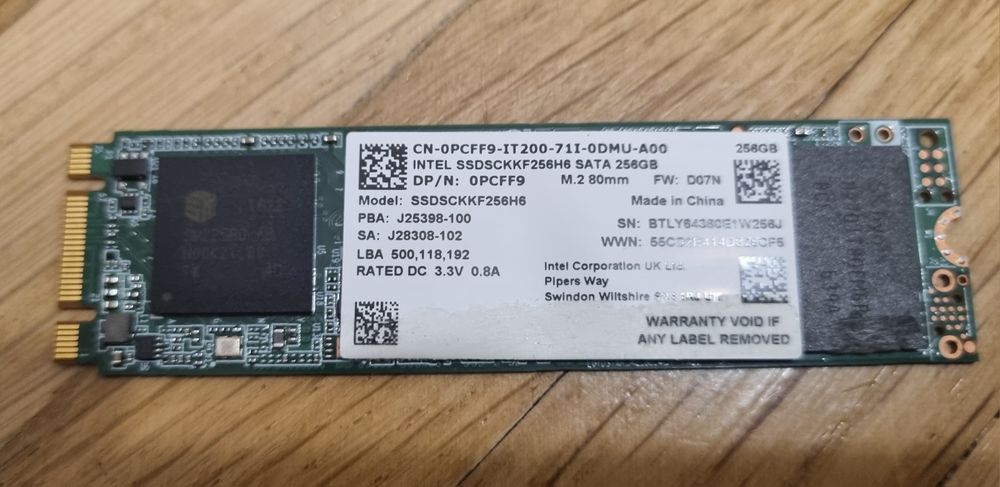 CN-0PCFF9-IT200-71I-0DMU-A00
256GB
INTEL SSDSCKKF256H6 SATA 256GB
DP/N: 0PCFF9
M.2 80mm
FW: D07N
Model: SSDSCKKF256H6
Made in China
PBA: J25398-100
SN: BTLY64360E1W256J
SA: J28308-102
WWN:
LBA 500,118,192
RATED DC 3.3V 0.8A
Intel Corporation UK Ltd.
Pipers Way
Swindon Wiltshire
WARRANTY VOID IF
ANY LABEL REMOVED